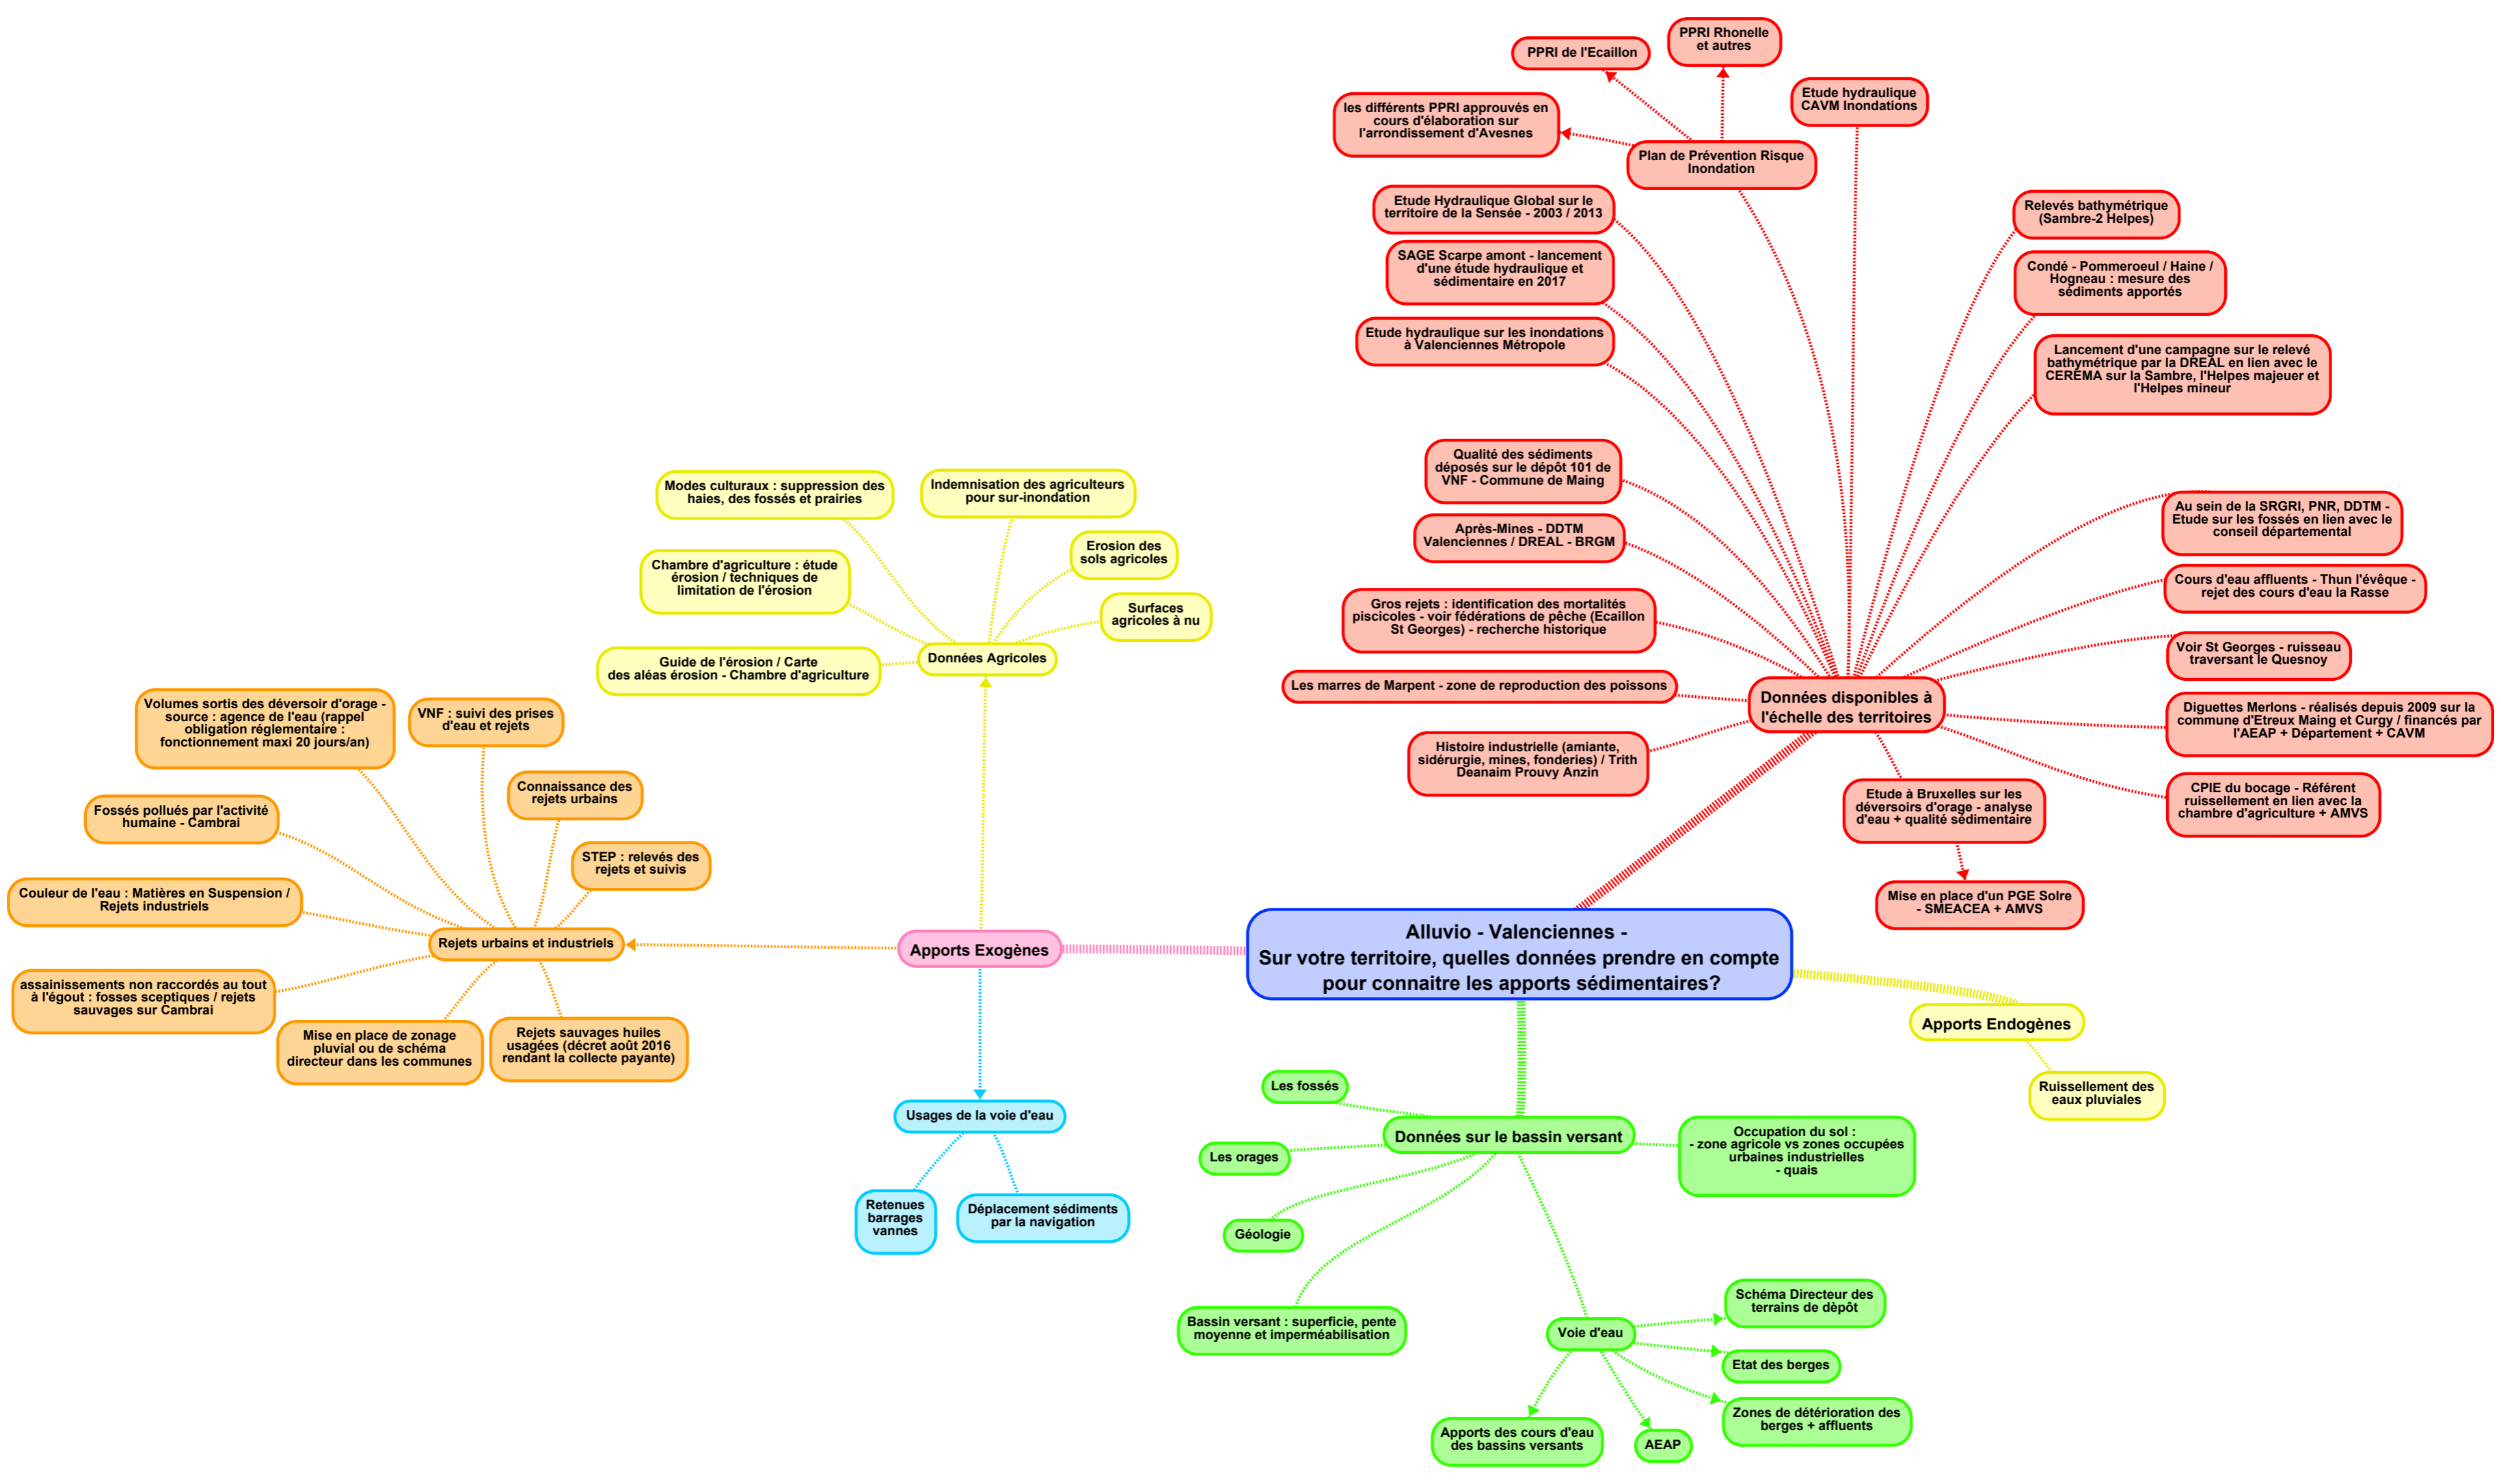 PPRI Rhonelle
et autres
PPRI de l'Ecaillon
Etude hydraulique
CAVM Inondations
les différents PPRI approuvés en
cours d'élaboration sur
l'arrondissement d'Avesnes
Plan de Prévention Risque
Inondation
Etude Hydraulique Global sur le
territoire de la Sensée - 2003 / 2013
SAGE Scarpe amont - lancement
d'une étude hydraulique et
sédimentaire en 2017
Etude hydraulique sur les inondations
à Valenciennes Métropole
Relevés bathymétrique
(Sambre-2 Helpes)
Condé - Pommeroeul / Haine /
Hogneau : mesure des
sédiments apportés
Lancement d'une campagne sur le relevé
bathymétrique par la DREAL en lien avec le
CEREMA sur la Sambre, l'Helpes majeuer et
l'Helpes mineur
Qualité des sédiments
déposés sur le dépôt 101 de
VNF - Commune de Maing
Après-Mines - DDTM
Valenciennes / DREAL - BRGM
Gros rejets : identification des mortalités
piscicoles - voir fédérations de pêche (Ecaillon
St Georges) - recherche historique
Les marres de Marpent - zone de reproduction des poissons
Histoire industrielle (amiante,
sidérurgie, mines, fonderies) / Trith
Deanaim Prouvy Anzin
Données disponibles à
l'échelle des territoires
Au sein de la SRGRI, PNR, DDTM -
Etude sur les fossés en lien avec le
conseil départemental
Cours d'eau affluents - Thun l'évêque -
rejet des cours d'eau la Rasse
Voir St Georges - ruisseau
traversant le Quesnoy
Diguettes Merlons - réalisés depuis 2009 sur la
commune d'Etreux Maing et Curgy / financés par
l'AEAP + Département + CAVM
CPIE du bocage - Référent
ruissellement en lien avec la
chambre d'agriculture + AMVS
Etude à Bruxelles sur les
déversoirs d'orage - analyse
d'eau + qualité sédimentaire
Mise en place d'un PGE Solre
- SMEACEA + AMVS
Modes culturaux : suppression des
haies, des fossés et prairies
Indemnisation des agriculteurs
pour sur-inondation
Erosion des
sols agricoles
Chambre d'agriculture : étude
érosion / techniques de
limitation de l'érosion
Surfaces
agricoles à nu
Guide de l'érosion / Carte
des aléas érosion - Chambre d'agriculture
Données Agricoles
Volumes sortis des déversoir d'orage -
source : agence de l'eau (rappel
obligation réglementaire :
fonctionnement maxi 20 jours/an)
VNF : suivi des prises
d'eau et rejets
Connaissance des
rejets urbains
Fossés pollués par l'activité
humaine - Cambrai
STEP : relevés des
rejets et suivis
Couleur de l'eau : Matières en Suspension /
Rejets industriels
Rejets urbains et industriels
assainissements non raccordés au tout
à l'égout : fosses sceptiques / rejets
sauvages sur Cambrai
Mise en place de zonage
pluvial ou de schéma
directeur dans les communes
Rejets sauvages huiles
usagées (décret août 2016
rendant la collecte payante)
Apports Exogènes
Alluvio - Valenciennes -
Sur votre territoire, quelles données prendre en compte
pour connaitre les apports sédimentaires?
Apports Endogènes
Ruissellement des
eaux pluviales
Usages de la voie d'eau
Retenues
barrages
vannes
Déplacement sédiments
par la navigation
Les fossés
Données sur le bassin versant
Les orages
Occupation du sol :
- zone agricole vs zones occupées
urbaines industrielles
- quais
Géologie
Bassin versant : superficie, pente
moyenne et imperméabilisation
Voie d'eau
Schéma Directeur des
terrains de dèpôt
Etat des berges
Zones de détérioration des
berges + affluents
Apports des cours d'eau
des bassins versants
AEAP